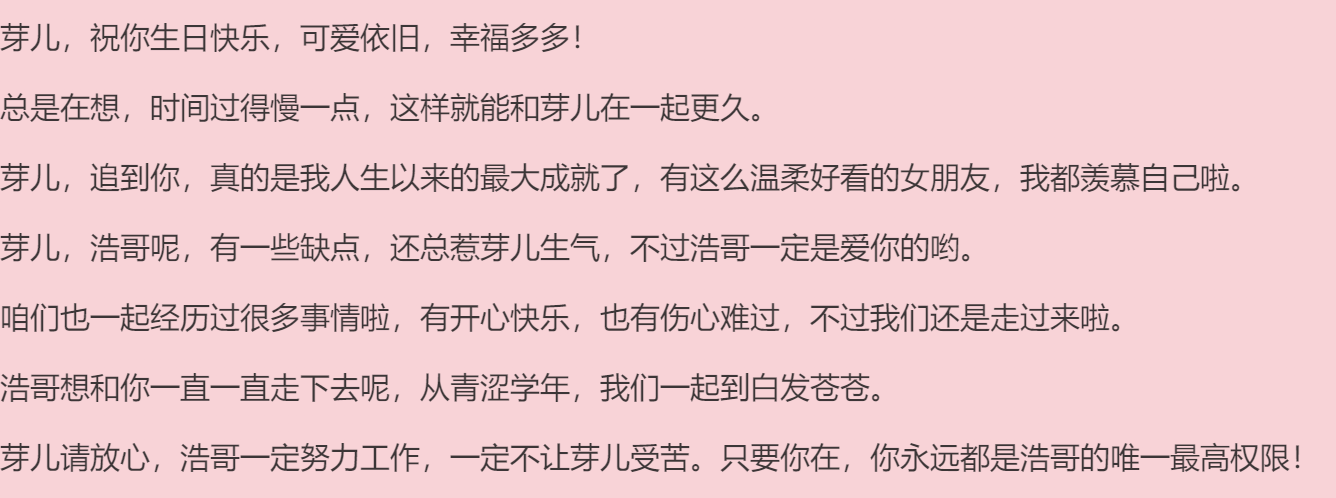 芽儿，祝你生日快乐，可爱依旧，幸福多多！
总是在想，时间过得慢一点，这样就能和芽儿在一起更久。
芽儿，追到你，真的是我人生以来的最大成就了，有这么温柔好看的女朋友，我都羡慕自己啦。
芽儿，浩哥呢，有一些缺点，还总惹芽儿生气，不过浩哥一定是爱你的哟。
咱们也一起经历过很多事情啦，有开心快乐，也有伤心难过，不过我们还是走过来啦。
浩哥想和你一直一直走下去呢，从青涩学年，我们一起到白发苍苍。
芽儿请放心，浩哥一定努力工作，一定不让芽儿受苦。只要你在，你永远都是浩哥的唯一最高权限！